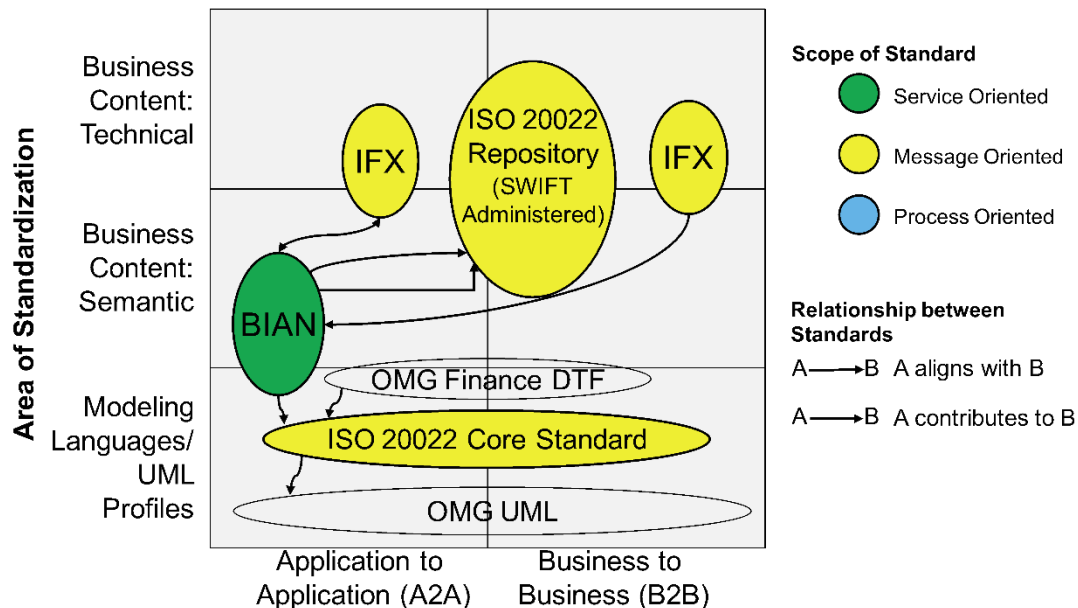 Area of Standardization
Business
Content:
Technical
Business
Content:
Semantic
Modeling
Languages/
UML
Profiles
IFX
ISO 20022
Repository
(SWIFT
Administered)
IFX
BIAN
OMG Finance DTF
ISO 20022 Core Standard
OMG UML
Application to
Application (A2A)
Business to
Business (B2B)
Scope of Standard
Service Oriented
Message Oriented
Process Oriented
Relationship between
Standards
A B A aligns with B
A B A contributes to B